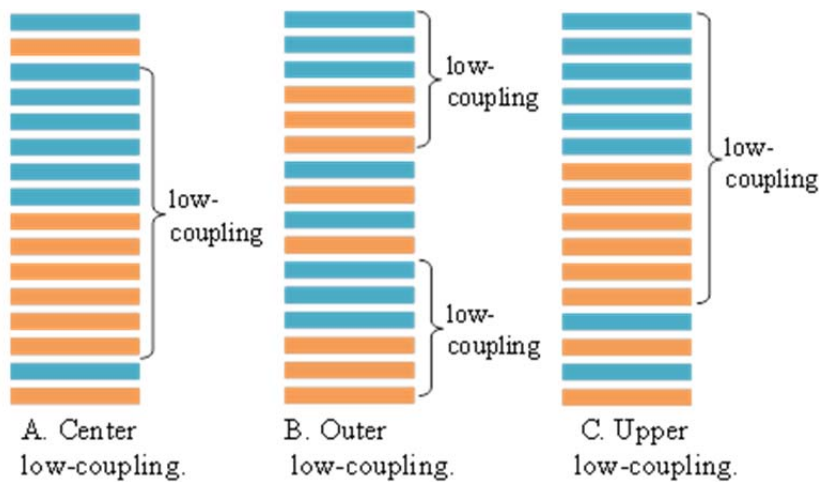 low-
coupling
low-
coupling
low-
coupling
low-
coupling
A. Center
low-coupling.
B. Outer
low-coupling.
C. Upper
low-coupling.